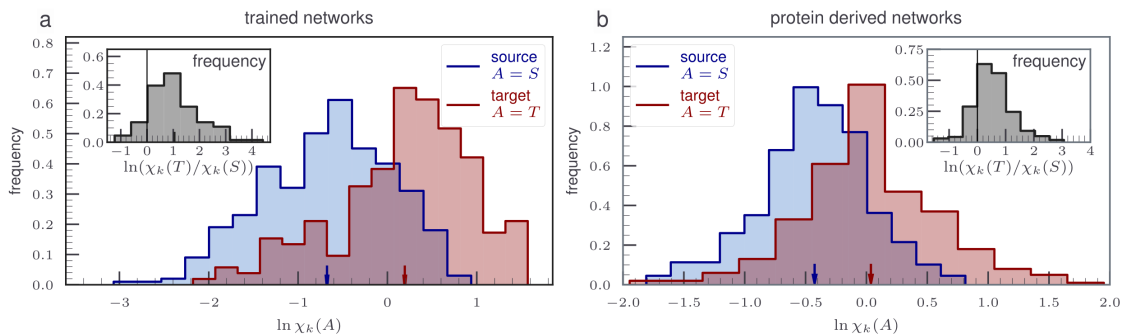 a
trained networks
frequency
0.8
0.7
0.6
0.5
0.4
0.3
0.2
0.1
0.0
−3
−2
−1
0
1
ln χk(A)
source
A = S
target
A = T
frequency
0.6
0.4
0.2
0.0
−1
0
1
2
3
4
ln(χk(T)/χk(S))
b
protein derived networks
frequency
1.2
1.0
0.8
0.6
0.4
0.2
0.0
−2.0
−1.5
−1.0
−0.5
0.0
0.5
1.0
1.5
2.0
ln χk(A)
source
A = S
target
A = T
frequency
0.75
0.50
0.25
0.00
−1
0
1
2
3
4
ln(χk(T)/χk(S))